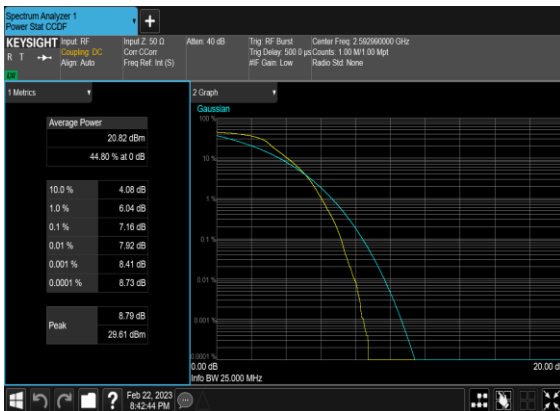 Spectrum Analyzer 1
Power Stat CCDF
KEYSIGHT
R T
LV
Input: RF
Coupling: DC
Align: Auto
Input Z: 50 Ω
Corr CCorr
Freq Ref: Int (S)
Atten: 40 dB
Trig: RF Burst
Trig Delay: 500.0 µs
#IF Gain: Low
Center Freq: 2.592990000 GHz
Counts: 1.00 M/1.00 Mpt
Radio Std: None
1 Metrics
Average Power
20.82 dBm
44.80 % at 0 dB
10.0 % 4.08 dB
1.0 % 6.04 dB
0.1 % 7.16 dB
0.01 % 7.92 dB
0.001 % 8.41 dB
0.0001 % 8.73 dB
Peak
8.79 dB
29.61 dBm
2 Graph
Gaussian
100 %
10 %
1 %
0.1 %
0.01 %
0.001 %
0.0001 %
0.00 dB
20.00 d
Info BW 25.000 MHz
?
Feb 22, 2023
8:42:44 PM